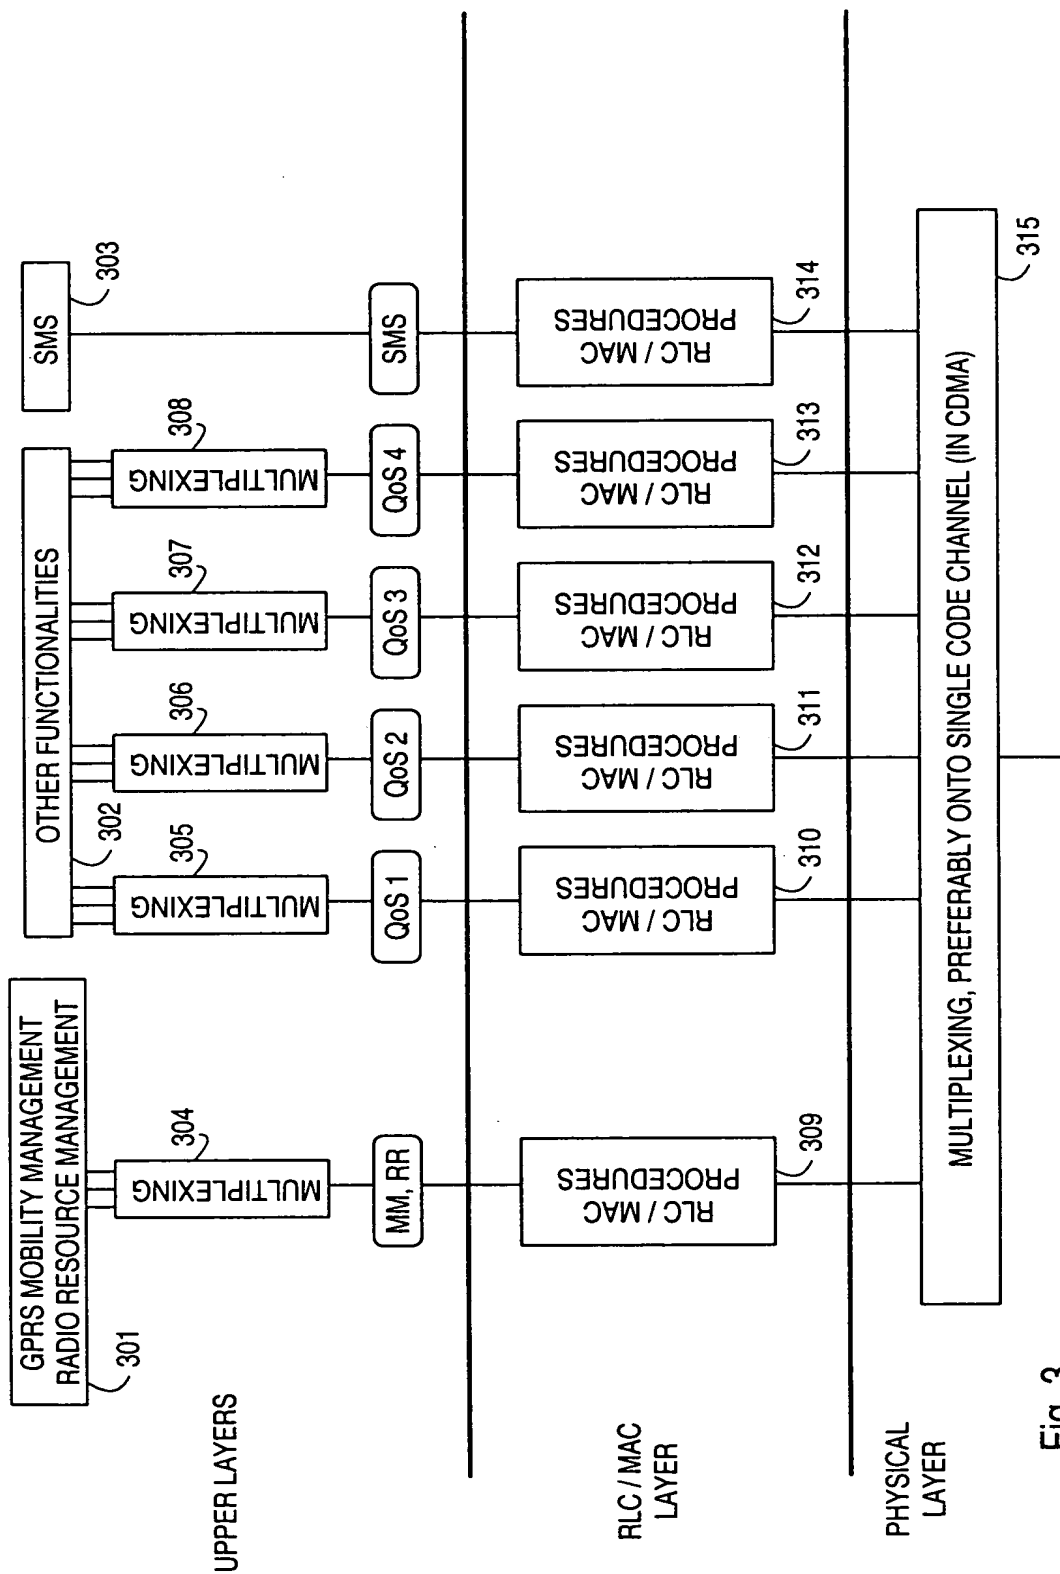 GPRS MOBILITY MANAGEMENT
RADIO RESOURCE MANAGEMENT
301
OTHER FUNCTIONALITIES
302
SMS
303
UPPER LAYERS
MULTIPLEXING
304
MULTIPLEXING
305
MULTIPLEXING
306
MULTIPLEXING
307
MULTIPLEXING
308
MM, RR
QoS 1
QoS 2
QoS 3
QoS 4
SMS
RLC / MAC
LAYER
RLC / MAC
PROCEDURES
309
RLC / MAC
PROCEDURES
310
RLC / MAC
PROCEDURES
311
RLC / MAC
PROCEDURES
312
RLC / MAC
PROCEDURES
313
RLC / MAC
PROCEDURES
314
PHYSICAL
LAYER
MULTIPLEXING, PREFERABLY ONTO SINGLE CODE CHANNEL (IN CDMA)
315
Fig. 3